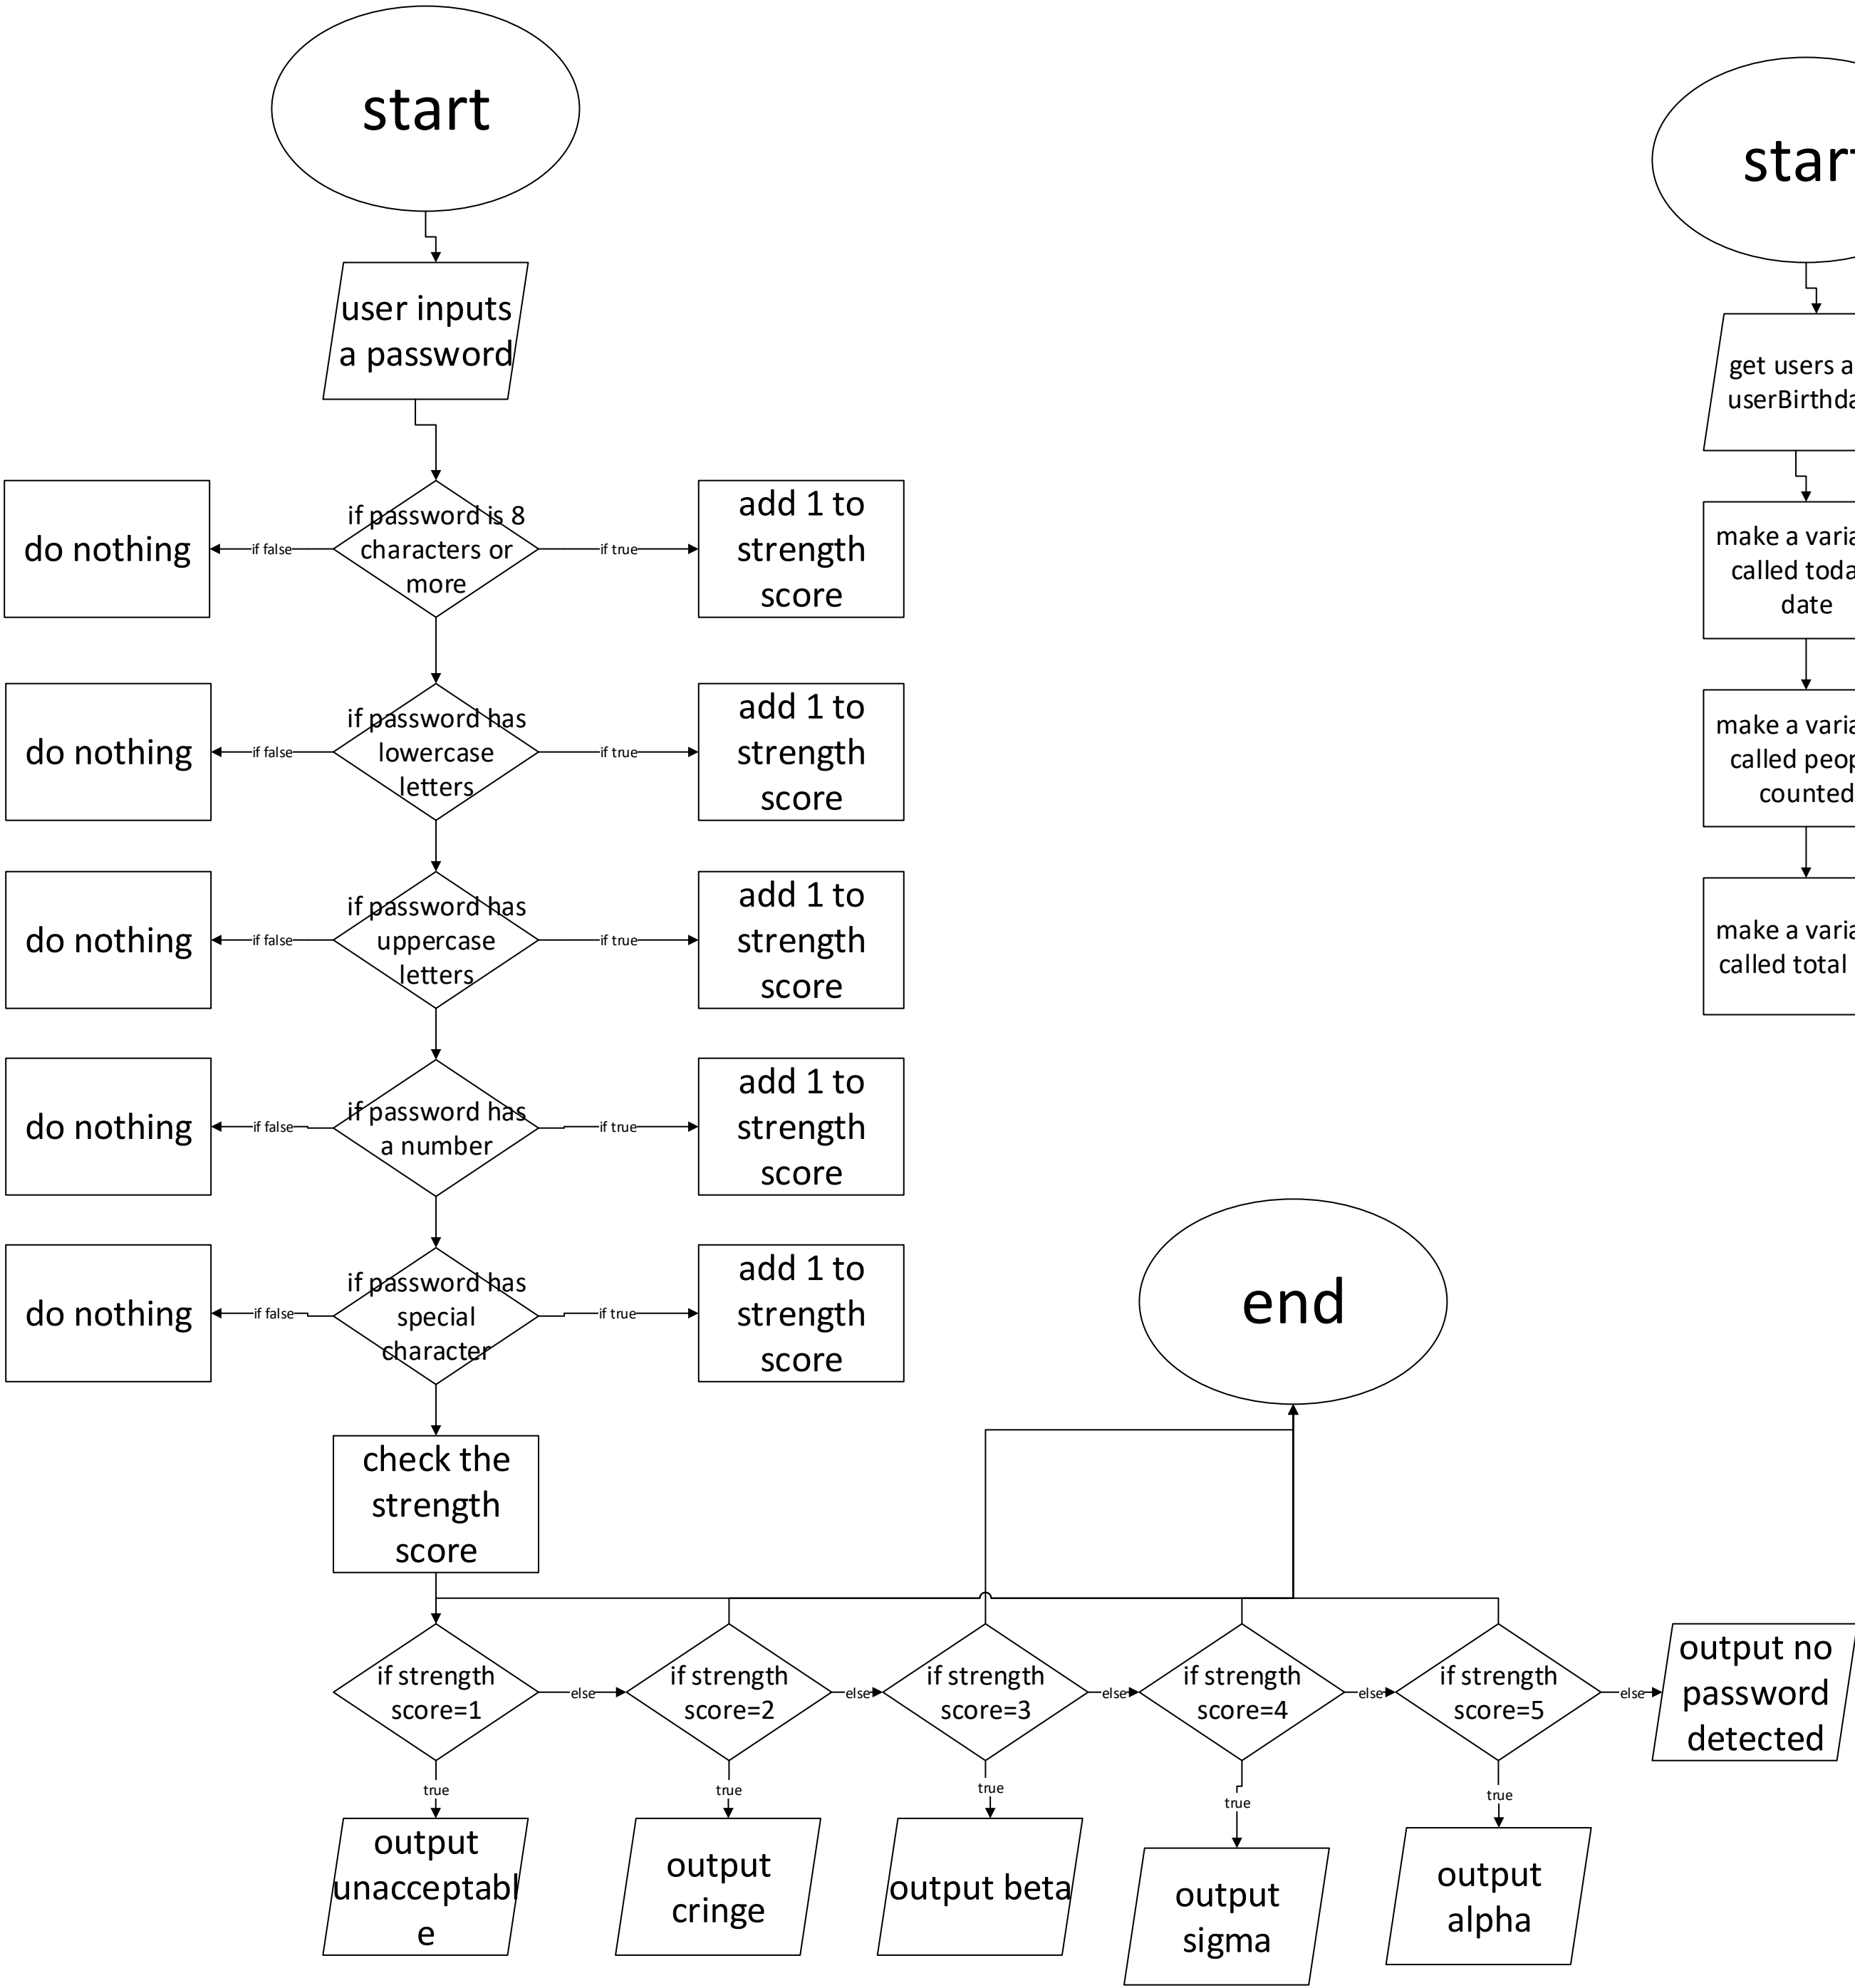 start
user inputs
a password
if password is 8
characters or
more
if false
do nothing
if true
add 1 to
strength
score
if password has
lowercase
letters
if false
do nothing
if true
add 1 to
strength
score
if password has
uppercase
letters
if false
do nothing
if true
add 1 to
strength
score
if password has
a number
if false
do nothing
if true
add 1 to
strength
score
if password has
special
character
if false
do nothing
if true
add 1 to
strength
score
check the
strength
score
if strength
score=1
else
if strength
score=2
else
if strength
score=3
else
if strength
score=4
else
if strength
score=5
else
output no
password
detected
true
true
true
true
true
output
unacceptabl
e
output
cringe
output beta
output
sigma
output
alpha
end
get users
make a
called
date
make a
called
counted
make a
called total